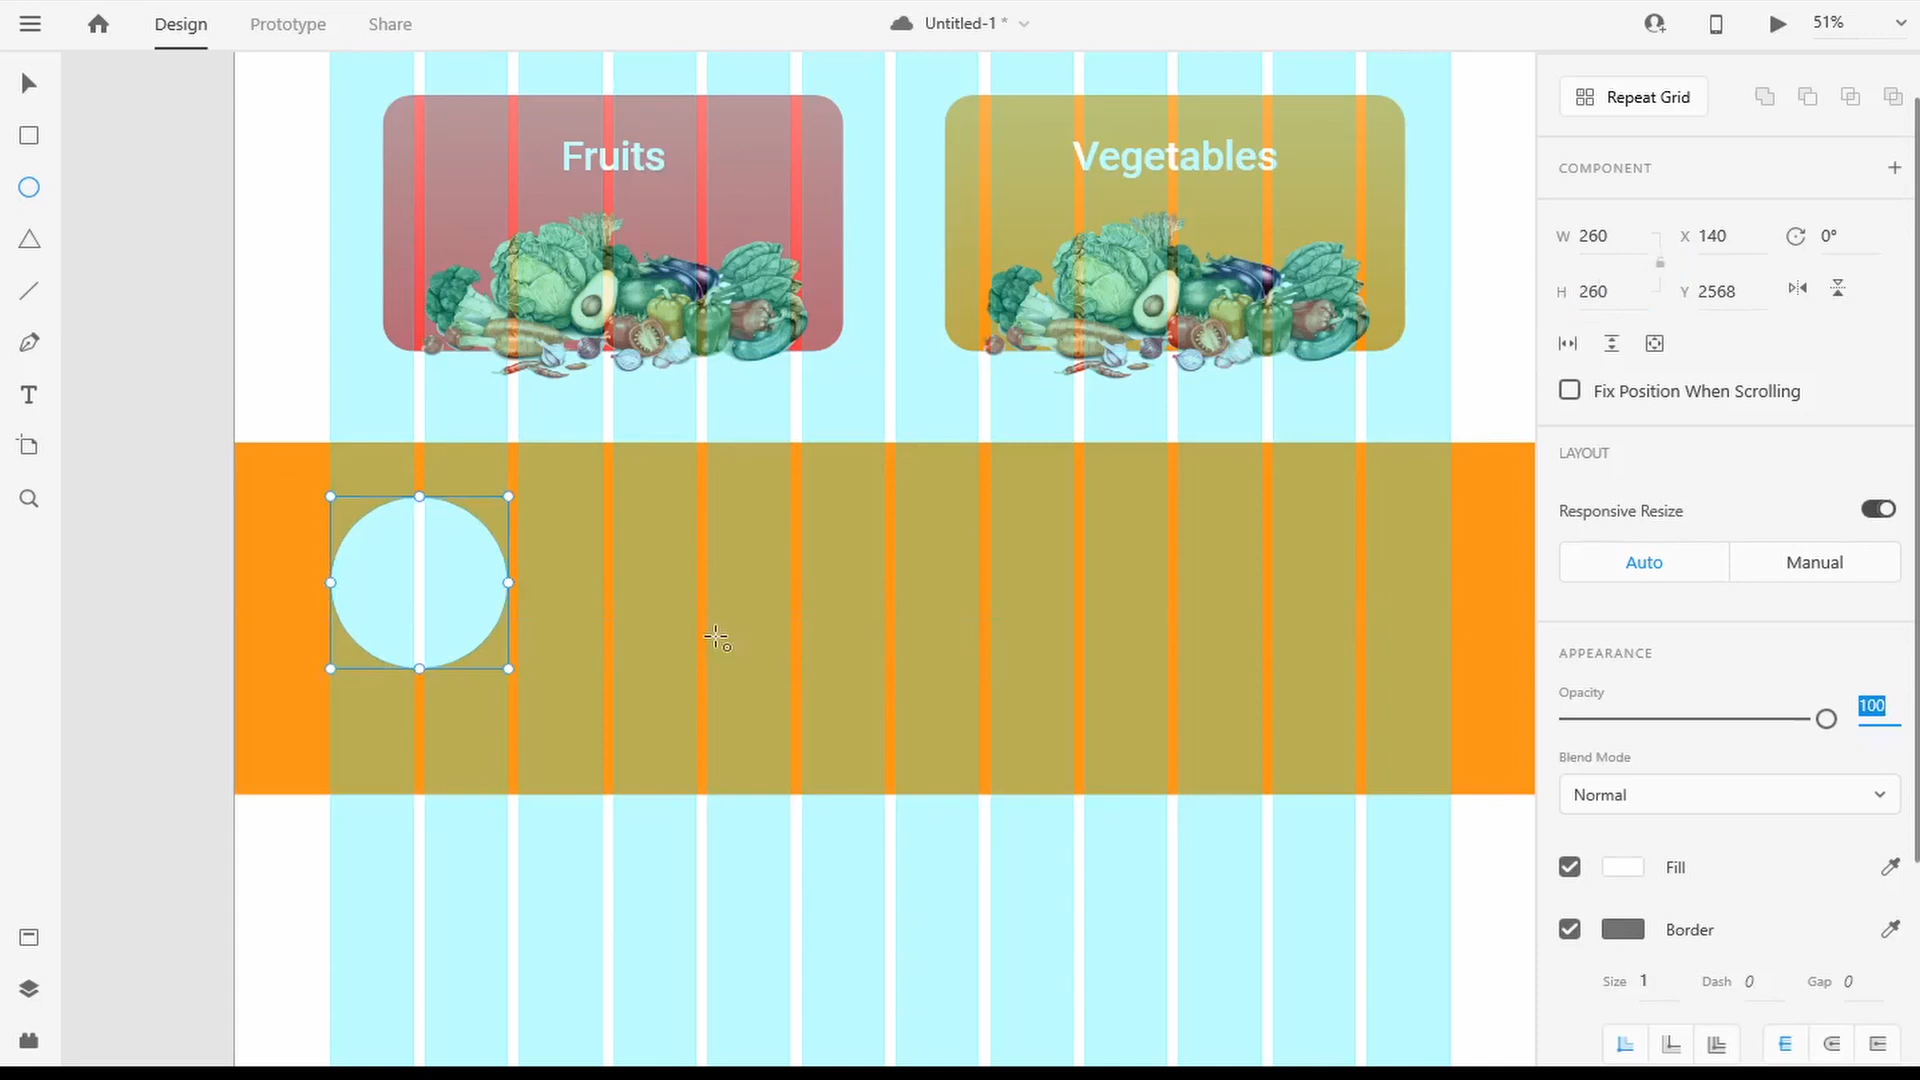 Design
Prototype
Share
Untitled-1 *
51%
Repeat Grid
COMPONENT
W 260
X 140
0°
H 260
Y 2568
Fix Position When Scrolling
LAYOUT
Responsive Resize
Auto
Manual
APPEARANCE
Opacity
100
Blend Mode
Normal
Fill
Border
Size 1
Dash 0
Gap 0
T
Fruits
Vegetables